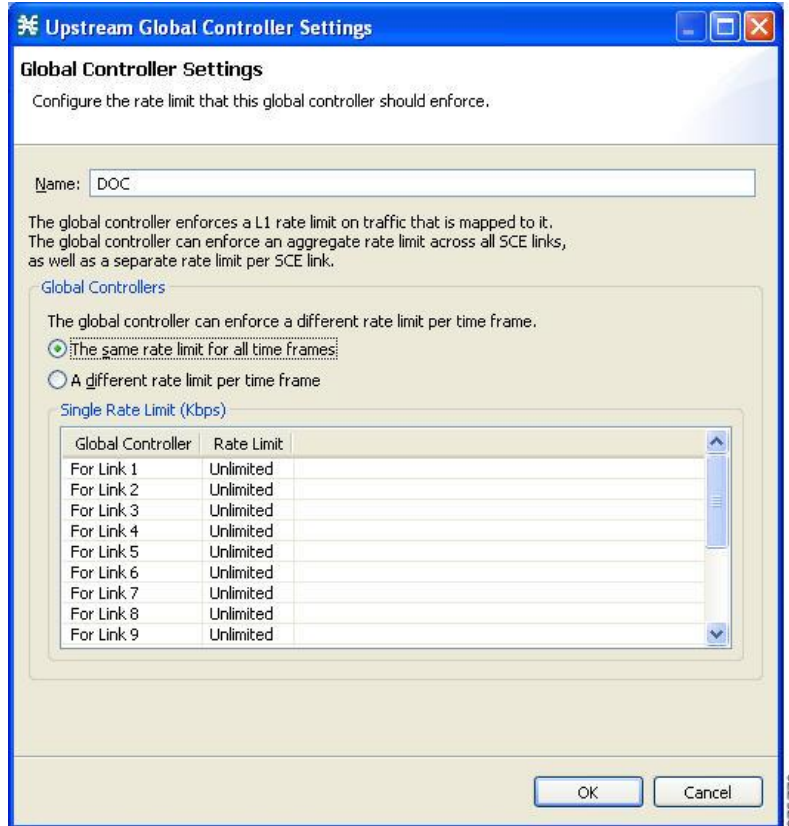 Upstream Global Controller Settings
Global Controller Settings
Configure the rate limit that this global controller should enforce.
Name: DOC
The global controller enforces a L1 rate limit on traffic that is mapped to it.
The global controller can enforce an aggregate rate limit across all SCE links,
as well as a separate rate limit per SCE link.
Global Controllers
The global controller can enforce a different rate limit per time frame.
The same rate limit for all time frames
A different rate limit per time frame
Single Rate Limit (Kbps)
Global Controller Rate Limit
For Link 1 Unlimited
For Link 2 Unlimited
For Link 3 Unlimited
For Link 4 Unlimited
For Link 5 Unlimited
For Link 6 Unlimited
For Link 7 Unlimited
For Link 8 Unlimited
For Link 9 Unlimited
OK Cancel